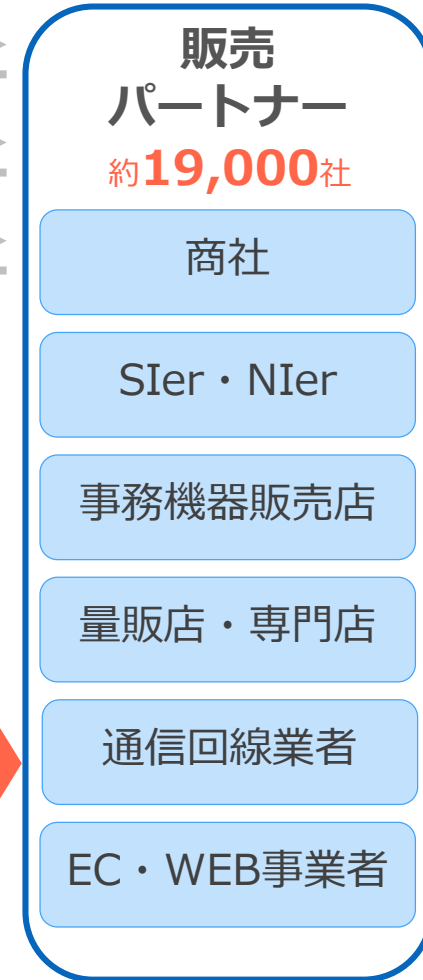 販売
パートナー
約19,000社
商社
SIer・NIer
事務機器販売店
量販店・専門店
通信回線業者
EC・WEB事業者